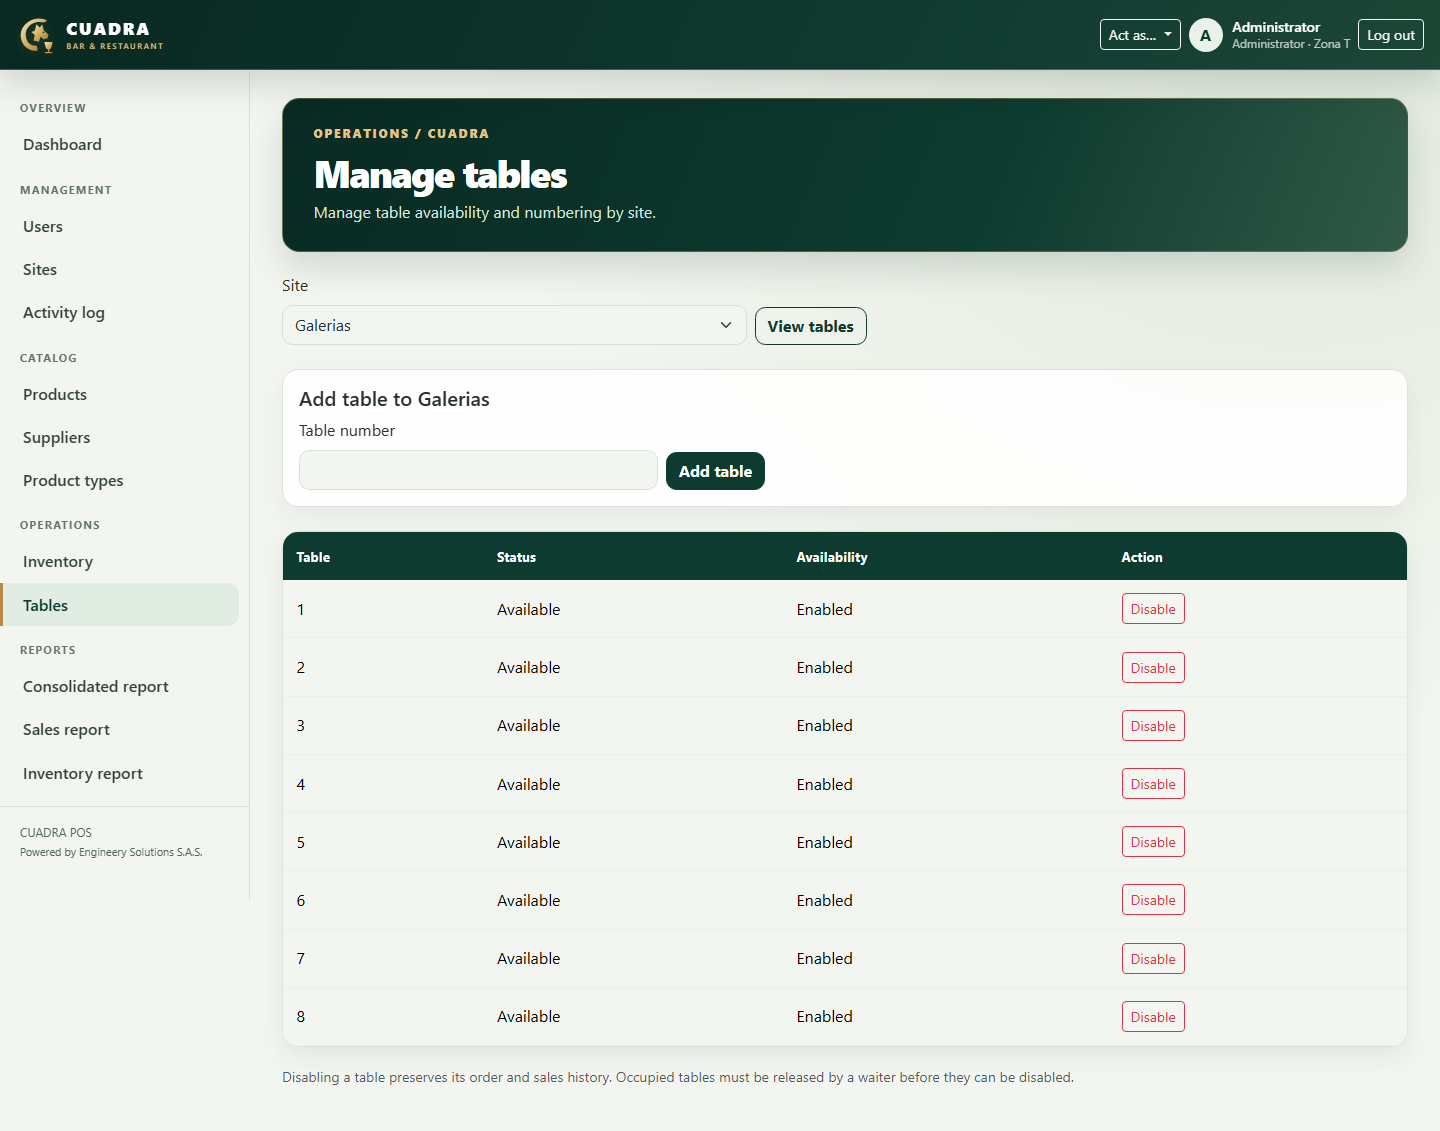 CUADRA
BAR & RESTAURANT
Act as...
A
Administrator
Administrator · Zona T
Log out
OVERVIEW
Dashboard
MANAGEMENT
Users
Sites
Activity log
CATALOG
Products
Suppliers
Product types
OPERATIONS
Inventory
Tables
REPORTS
Consolidated report
Sales report
Inventory report
CUADRA POS
Powered by Engineery Solutions S.A.S.
OPERATIONS / CUADRA
Manage tables
Manage table availability and numbering by site.
Site
Galerias
View tables
Add table to Galerias
Table number
Add table
Table Status Availability Action
1 Available Enabled Disable
2 Available Enabled Disable
3 Available Enabled Disable
4 Available Enabled Disable
5 Available Enabled Disable
6 Available Enabled Disable
7 Available Enabled Disable
8 Available Enabled Disable
Disabling a table preserves its order and sales history. Occupied tables must be released by a waiter before they can be disabled.